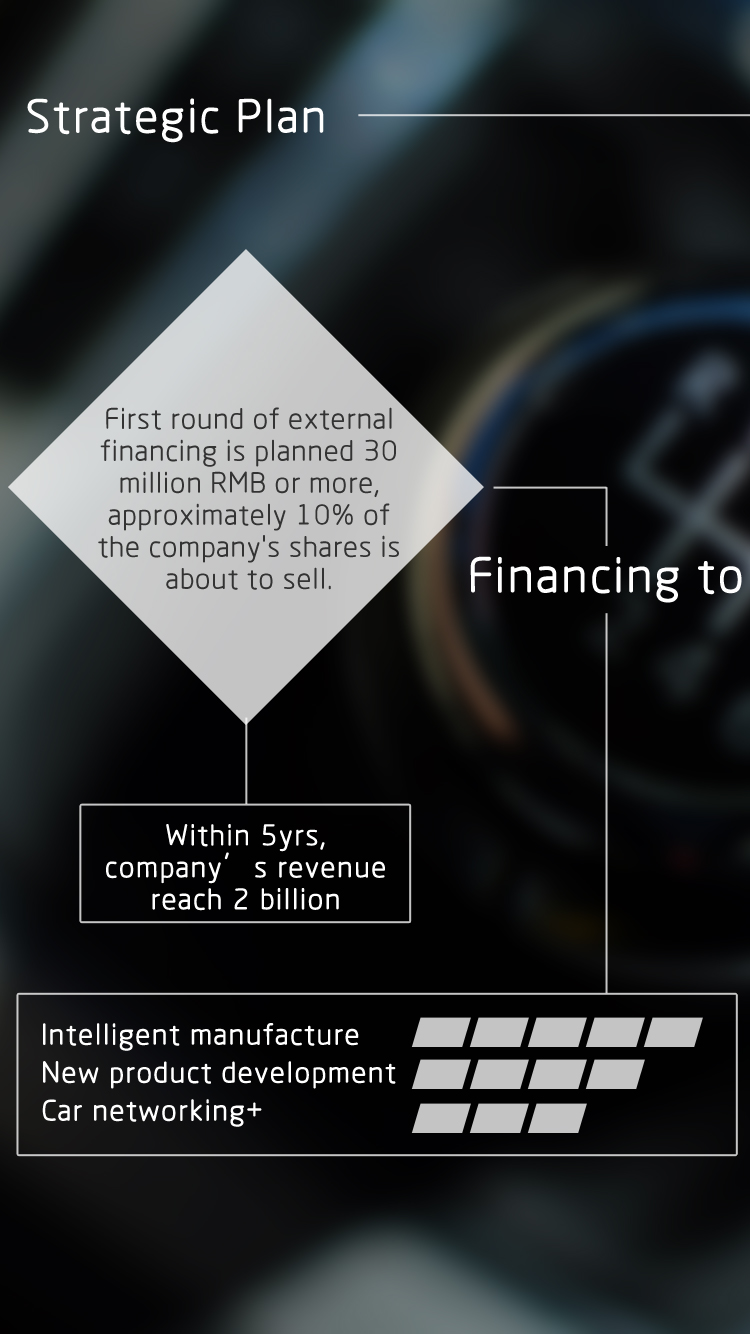 Strategic Plan
First round of external
financing is planned 30
million RMB or more,
approximately 10% of
the company's shares is
about to sell.
Financing to
Within 5yrs,
company’ s revenue
reach 2 billion
Intelligent manufacture
New product development
Car networking+